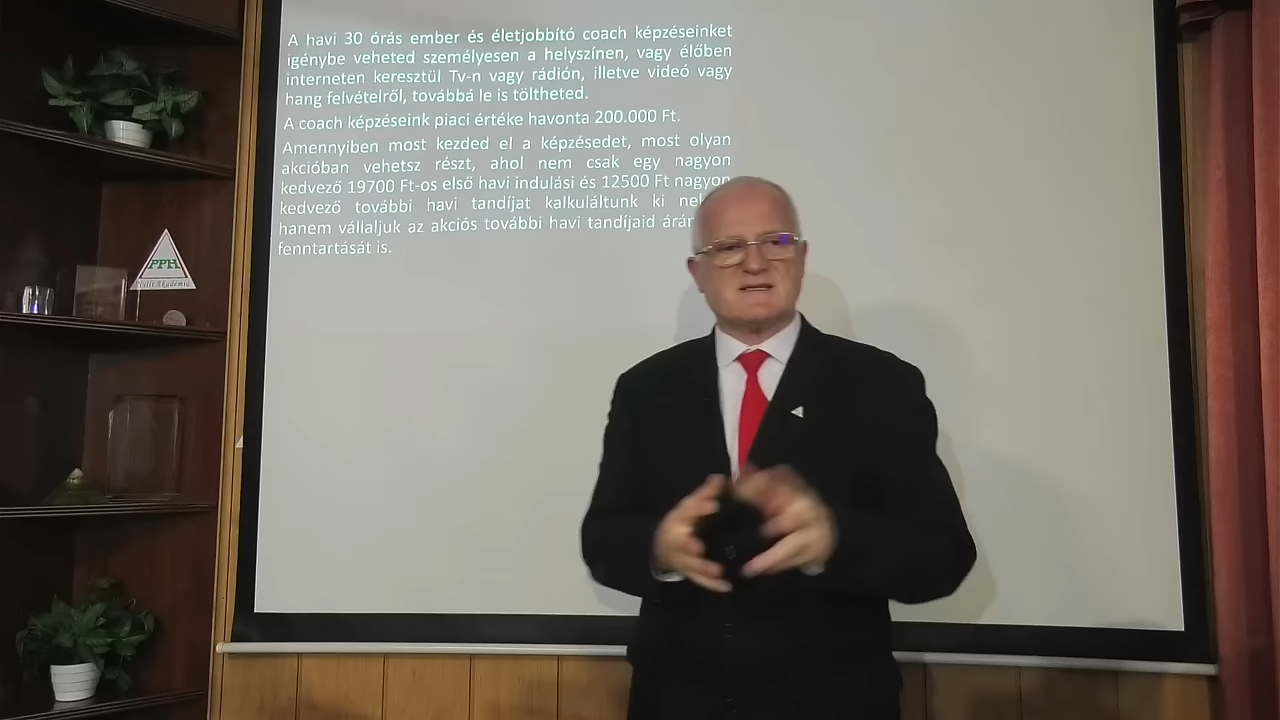 A havi 30 órás ember és életjobbító coach képzéseinket
igénybe veheted személyesen a helyszínen, vagy élőben
interneten keresztül Tv-n vagy rádión, illetve videó vagy
hang felvételről, továbbá le is töltheted.
A coach képzéseink piaci értéke havonta 200.000 Ft.
Amennyiben most kezded el a képzésedet, most olyan
akcióban vehetsz részt, ahol nem csak egy nagyon
kedvező 19700 Ft-os első havi indulási és 12500 Ft nagyon
kedvező további havi tandíjat kalkuláltunk ki
hanem vállaljuk az akciós további havi tandíjaid
fenntartását is.
PPH
Nyílt Akadémia